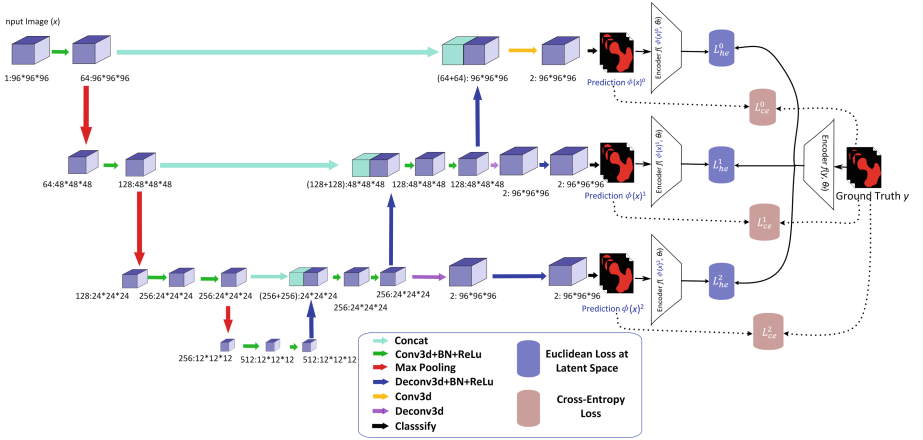 nput Image (x)
1:96*96*96
64:96*96*96
(64+64): 96*96*96
2: 96*96*96
Prediction ϕ(x)⁰
Encoder f( ϕ(x)⁰, θₜ)
L⁰he
L⁰ce
64:48*48*48
128:48*48*48
(128+128):48*48*48
128:48*48*48
128:48*48*48
2: 96*96*96
2: 96*96*96
Prediction ϕ(x)¹
Encoder f( ϕ(x)¹, θₜ)
L¹he
Encoder f(y, θₜ)
Ground Truth y
L¹ce
128:24*24*24
256:24*24*24
256:24*24*24
(256+256):24*24*24
256:24*24*24
256:24*24*24
2: 96*96*96
2: 96*96*96
Prediction ϕ(x)²
L²he
L²ce
256:12*12*12
512:12*12*12
512:12*12*12
Concat
Conv3d+BN+ReLu
Max Pooling
Deconv3d+BN+ReLu
Conv3d
Deconv3d
Classsify
Euclidean Loss at
Latent Space
Cross-Entropy
Loss